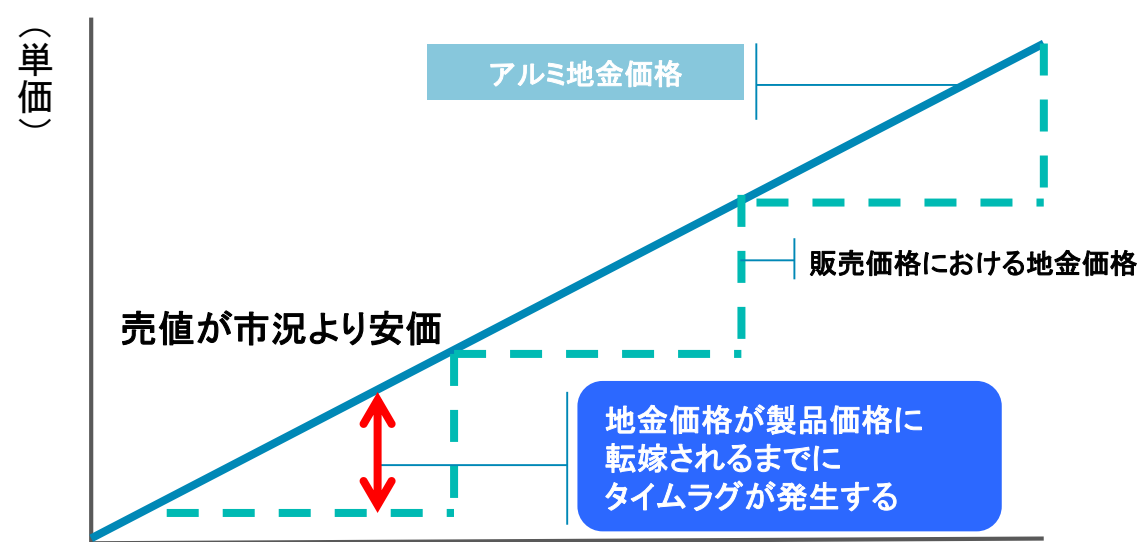 （単価）
アルミ地金価格
販売価格における地金価格
売値が市況より安価
地金価格が製品価格に
転嫁されるまでに
タイムラグが発生する